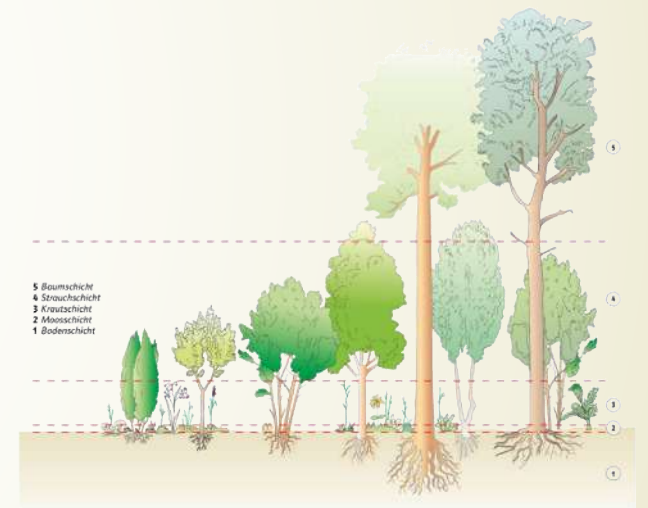 5 Baumschicht
4 Strauchschicht
3 Krautschicht
2 Moosschicht
1 Bodenschicht
5
4
3
2
1